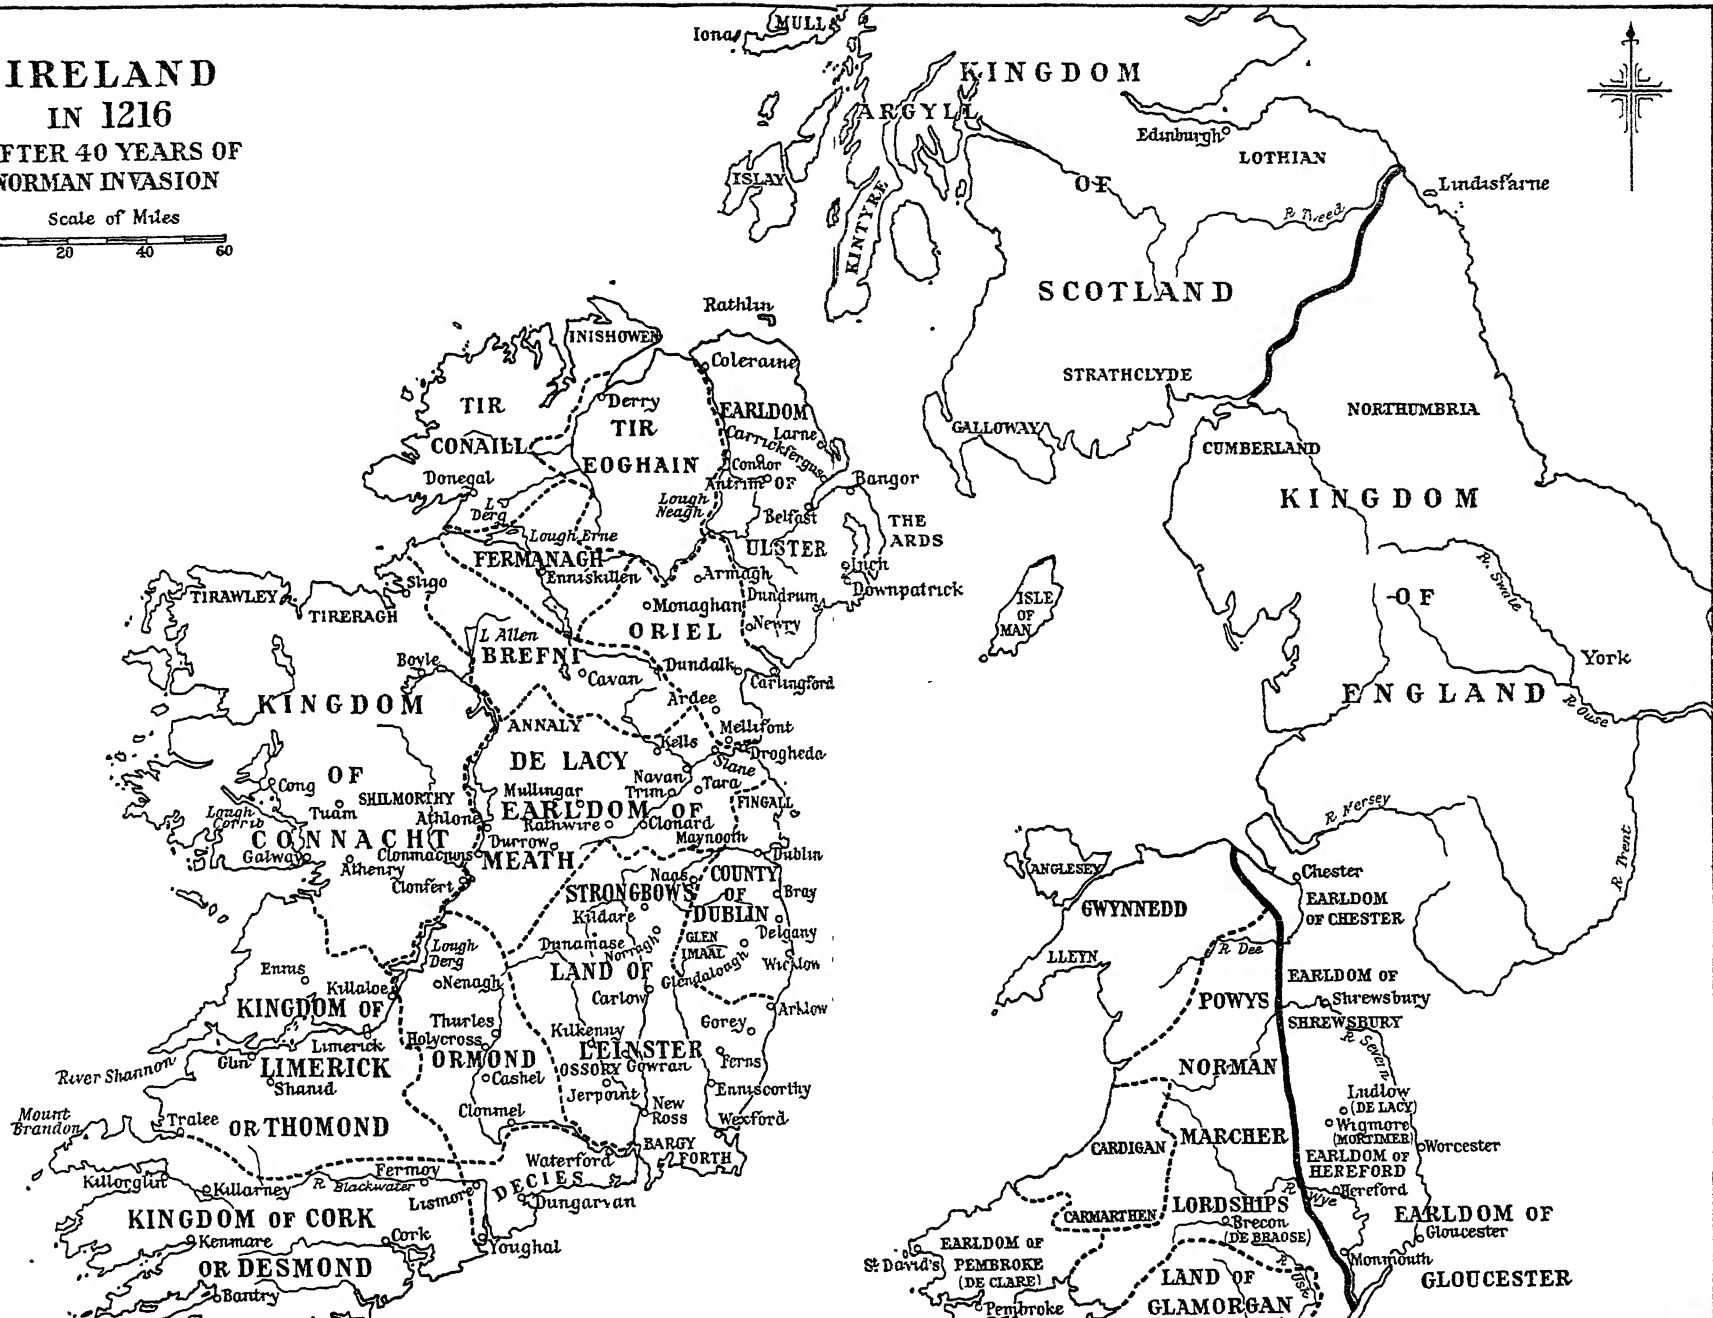 IRELAND
IN 1216
FTER 40 YEARS OF
NORMAN INVASION
Scale of Miles
20 40 60
Iona
MULL
KINGDOM
ARGYLL
Edinburgh
LOTHIAN
ISLAY
OF
Lindisfarne
R Tweed
KINTYRE
SCOTLAND
Rathlin
INISHOWEN
Coleraine
STRATHCLYDE
TIR
Derry
EARLDOM
NORTHUMBRIA
TIR
Carrickfergus
Larne
GALLOWAY
CONAILL
CUMBERLAND
EOGHAIN
Connor
Donegal
Antrim
OF
Bangor
Lough
Neagh
KINGDOM
L
Derg
Belfast
THE
ARDS
Lough Erne
ULSTER
FERMANAGH
Enniskillen
Armagh
Inch
R. Swale
Sligo
Downpatrick
TIRAWLEY
Dundrum
ISLE
OF
MAN
OF
TIRERAGH
Monaghan
Newry
ORIEL
L Allen
BREFNI
York
Boyle
Cavan
Dundalk
Carlingford
KINGDOM
Ardee
ENGLAND
R Ouse
ANNALY
Mellifont
Kells
Drogheda
DE LACY
Slane
OF
Navan
Tara
Cong
Mullingar
Trim
SHILMORTHY
EARLDOM OF
FINGALL
Tuam
Lough
Corrib
Athlone
Rathwire
Clonard
R Mersey
CONNACHT
Durrow
Maynooth
Galway
Clonmacnois
MEATH
Dublin
R Trent
Athenry
ANGLESEY
Chester
Clonfert
Naas
COUNTY
STRONGBOWS
OF
Bray
EARLDOM
OF CHESTER
GWYNNEDD
Kildare
DUBLIN
Delgany
Lough
Derg
Dunamase
Norragh
GLEN
IMAAL
R Dee
LLEYN
Ennis
Wicklow
LAND OF
Glendalough
EARLDOM OF
Killaloe
Nenagh
Carlow
POWYS
Shrewsbury
KINGDOM OF
Arklow
SHREWSBURY
Thurles
Gorey
Limerick
Holycross
Kilkenny
R Severn
River Shannon
Glin
LIMERICK
ORMOND
LEINSTER
Ferns
NORMAN
OSSORY
Gowran
Shanid
Cashel
Jerpoint
Enniscorthy
Ludlow
(DE LACY)
Mount
Brandon
Clonmel
New
Ross
Wexford
Wigmore
(MORTIMER)
Tralee
OR THOMOND
MARCHER
CARDIGAN
BARGY
FORTH
Worcester
EARLDOM OF
HEREFORD
Waterford
Fermoy
Killorglin
Killarney
R Blackwater
DECIES
Lismore
R Wye
Hereford
Dungarvan
LORDSHIPS
KINGDOM OF CORK
CARMARTHEN
Brecon
(DE BRAOSE)
EARLDOM OF
Gloucester
Kenmare
Cork
Youghal
EARLDOM OF
PEMBROKE
(DE CLARE)
St David's
Monmouth
OR DESMOND
R Usk
LAND OF
GLAMORGAN
GLOUCESTER
Bantry
Pembroke